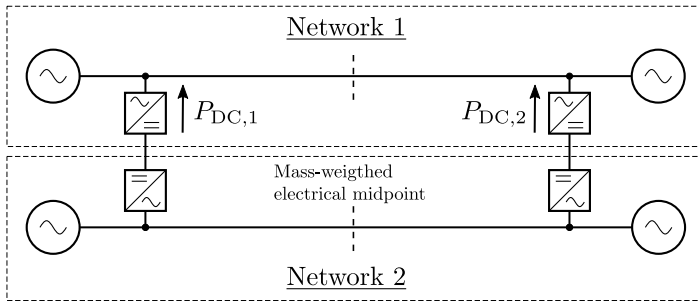 Network 1
P_DC,1
P_DC,2
Mass-weigthed
electrical midpoint
Network 2